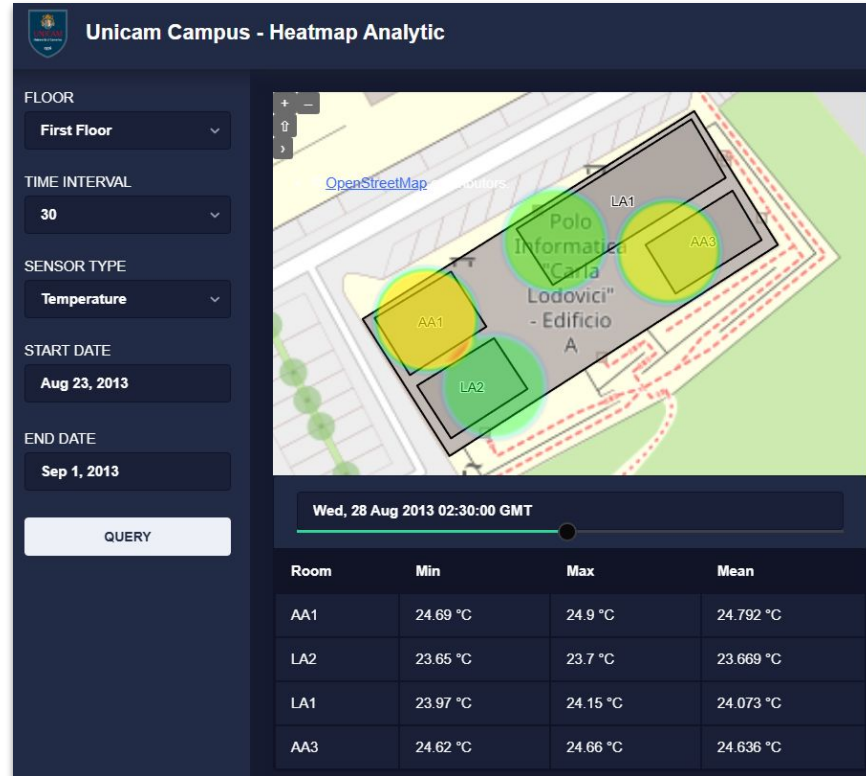 Unicam Campus - Heatmap Analytic
FLOOR
First Floor
TIME INTERVAL
30
SENSOR TYPE
Temperature
START DATE
Aug 23, 2013
END DATE
Sep 1, 2013
QUERY
+ –
⇧
›
OpenStreetMap
LA1
Polo
Informatica
"Carla
Lodovici"
- Edificio
A
AA3
AA1
LA2
Wed, 28 Aug 2013 02:30:00 GMT
Room Min Max Mean
AA1 24.69 °C 24.9 °C 24.792 °C
LA2 23.65 °C 23.7 °C 23.669 °C
LA1 23.97 °C 24.15 °C 24.073 °C
AA3 24.62 °C 24.66 °C 24.636 °C